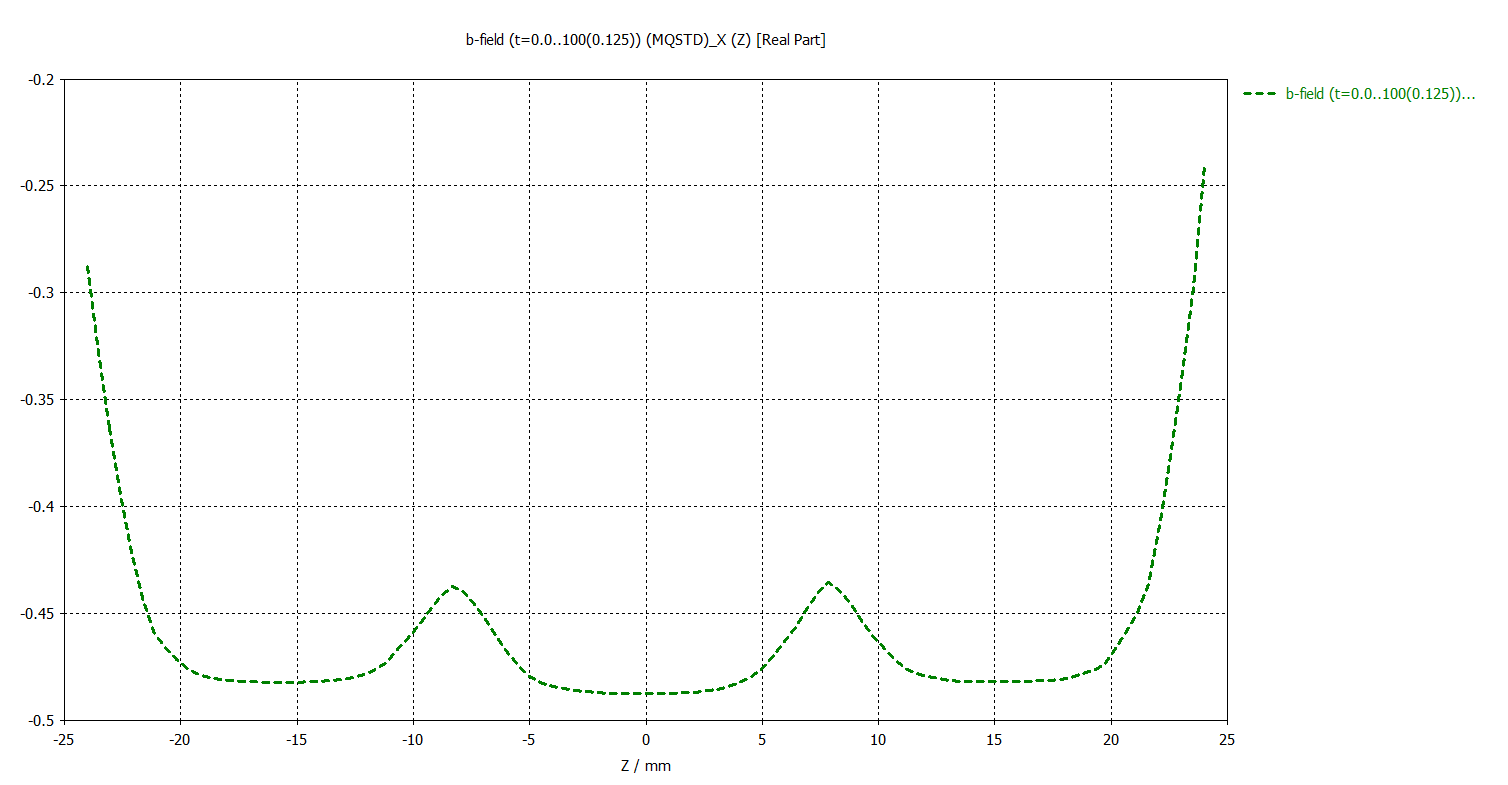 b-field (t=0.0..100(0.125)) (MQSTD)_X (Z) [Real Part]
b-field (t=0.0..100(0.125))...
-0.2
-0.25
-0.3
-0.35
-0.4
-0.45
-0.5
-25 -20 -15 -10 -5 0 5 10 15 20 25
Z / mm